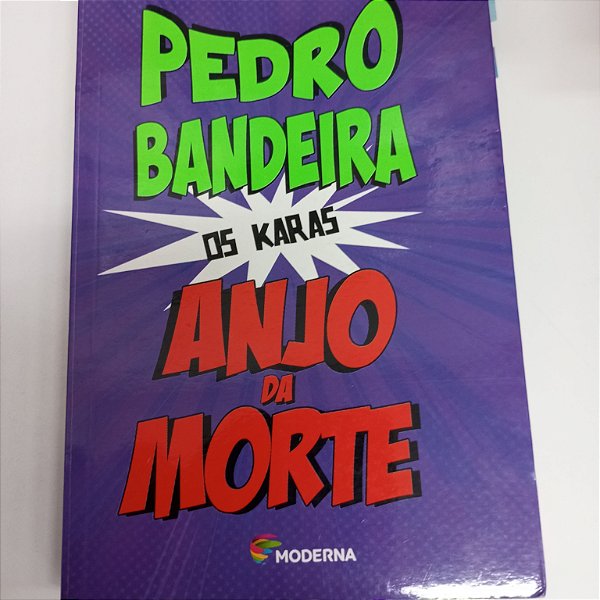 PEDRO
BANDEIRA
OS KARAS
ANJO
DA
MORTE
MODERNA